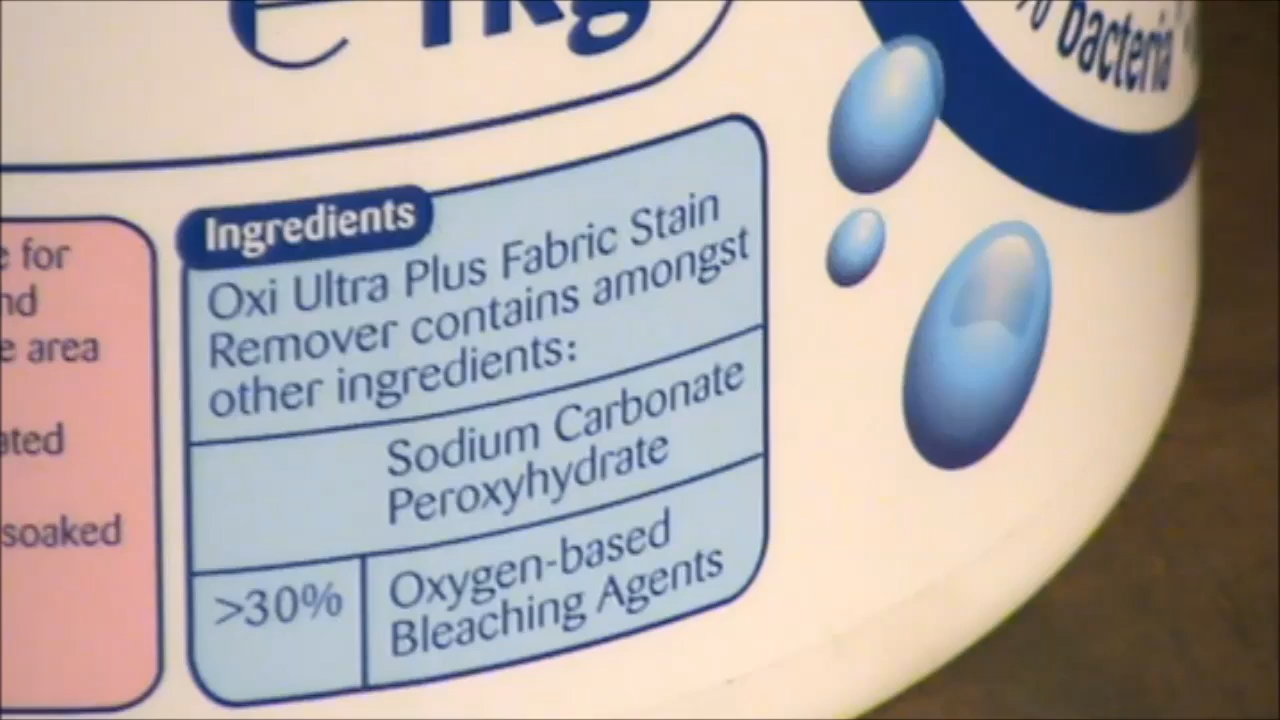 ℮ 1kg
% bacteria
e for
nd
e area
ated
soaked
Ingredients
Oxi Ultra Plus Fabric Stain
Remover contains amongst
other ingredients:
Sodium Carbonate
Peroxyhydrate
>30%
Oxygen-based
Bleaching Agents